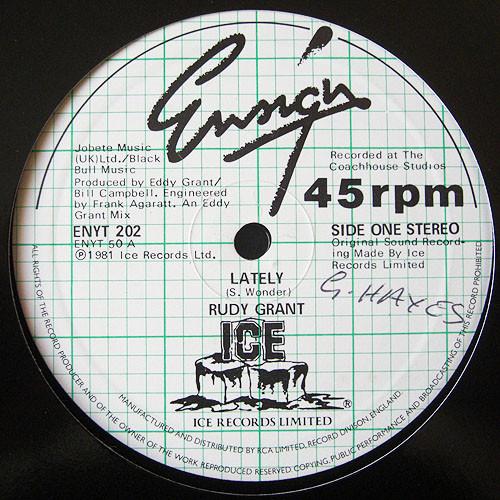 Ensign
Jobete Music
(UK)Ltd./Black
Bull Music
Produced by Eddy Grant/
Bill Campbell. Engineered
by Frank Agaratt. An Eddy
Grant Mix
ENYT 202
ENYT 50 A
℗1981 Ice Records Ltd.
Recorded at The
Coachhouse Studios
45rpm
SIDE ONE STEREO
Original Sound Record-
ing Made By Ice
Records Limited
G. HAYES
LATELY
(S. Wonder)
RUDY GRANT
ICE
®
ICE RECORDS LIMITED
MANUFACTURED AND DISTRIBUTED BY RCA LIMITED, RECORD DIVISON, ENGLAND.
ALL RIGHTS OF THE RECORD PRODUCER AND OF THE OWNER OF THE WORK REPRODUCED RESERVED COPYING, PUBLIC PERFORMANCE AND BROADCASTING OF THIS RECORD PROHIBITED